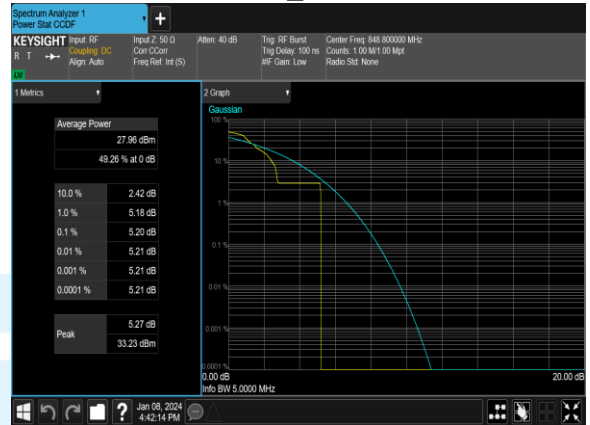 Spectrum Analyzer 1
Power Stat CCDF
KEYSIGHT
R T
LNI
Input: RF
Coupling: DC
Align: Auto
Input Z: 50 Ω
Corr CCorr
Freq Ref: Int (S)
Atten: 40 dB
Trig: RF Burst
Trig Delay: 100 ns
#IF Gain: Low
Center Freq: 848.800000 MHz
Counts: 1.00 M/1.00 Mpt
Radio Std: None
1 Metrics
Average Power
27.96 dBm
49.26 % at 0 dB
10.0 % 2.42 dB
1.0 % 5.18 dB
0.1 % 5.20 dB
0.01 % 5.21 dB
0.001 % 5.21 dB
0.0001 % 5.21 dB
Peak
5.27 dB
33.23 dBm
2 Graph
Gaussian
100 %
10 %
1 %
0.1 %
0.01 %
0.001 %
0.0001 %
0.00 dB
20.00 dB
Info BW 5.0000 MHz
Jan 08, 2024
4:42:14 PM